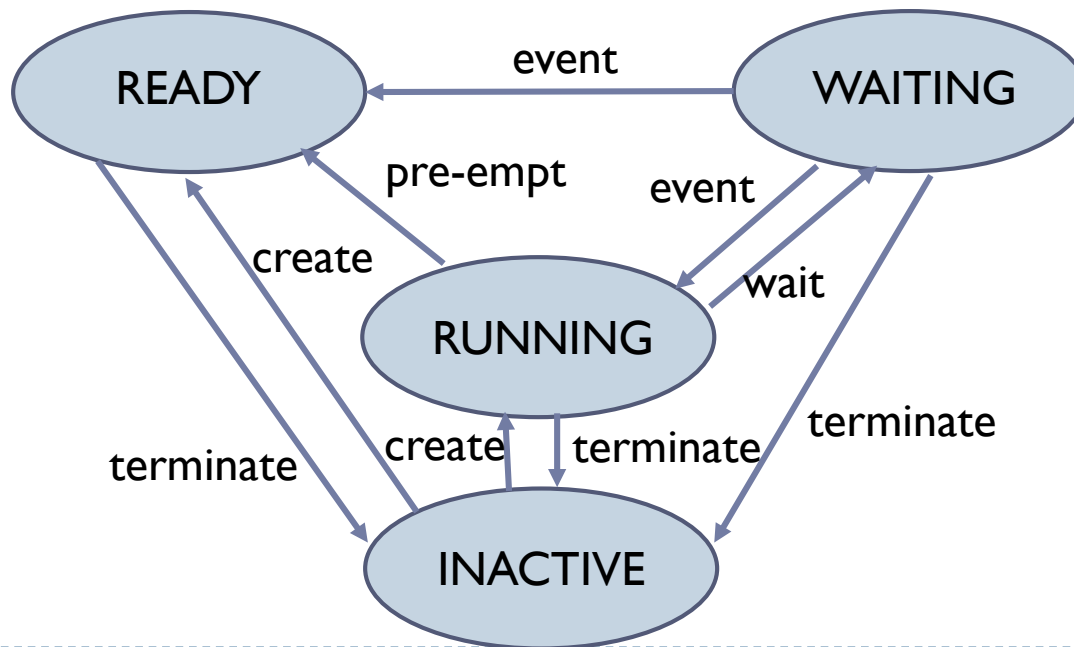 event
READY
WAITING
pre-empt
event
create
wait
RUNNING
terminate
create
terminate
terminate
INACTIVE